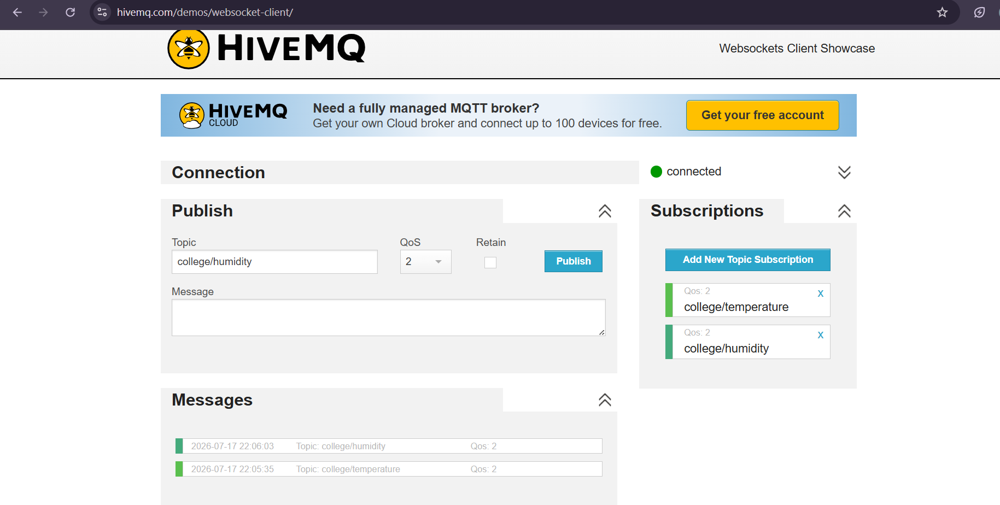 hivemq.com/demos/websocket-client/
HIVEMQ
Websockets Client Showcase
HIVEMQ
CLOUD
Need a fully managed MQTT broker?
Get your own Cloud broker and connect up to 100 devices for free.
Get your free account
Connection
connected
Publish
Topic
QoS
Retain
college/humidity
2
Publish
Message
Subscriptions
Add New Topic Subscription
Qos: 2
x
college/temperature
Qos: 2
x
college/humidity
Messages
2026-07-17 22:06:03 Topic: college/humidity Qos: 2
2026-07-17 22:05:35 Topic: college/temperature Qos: 2